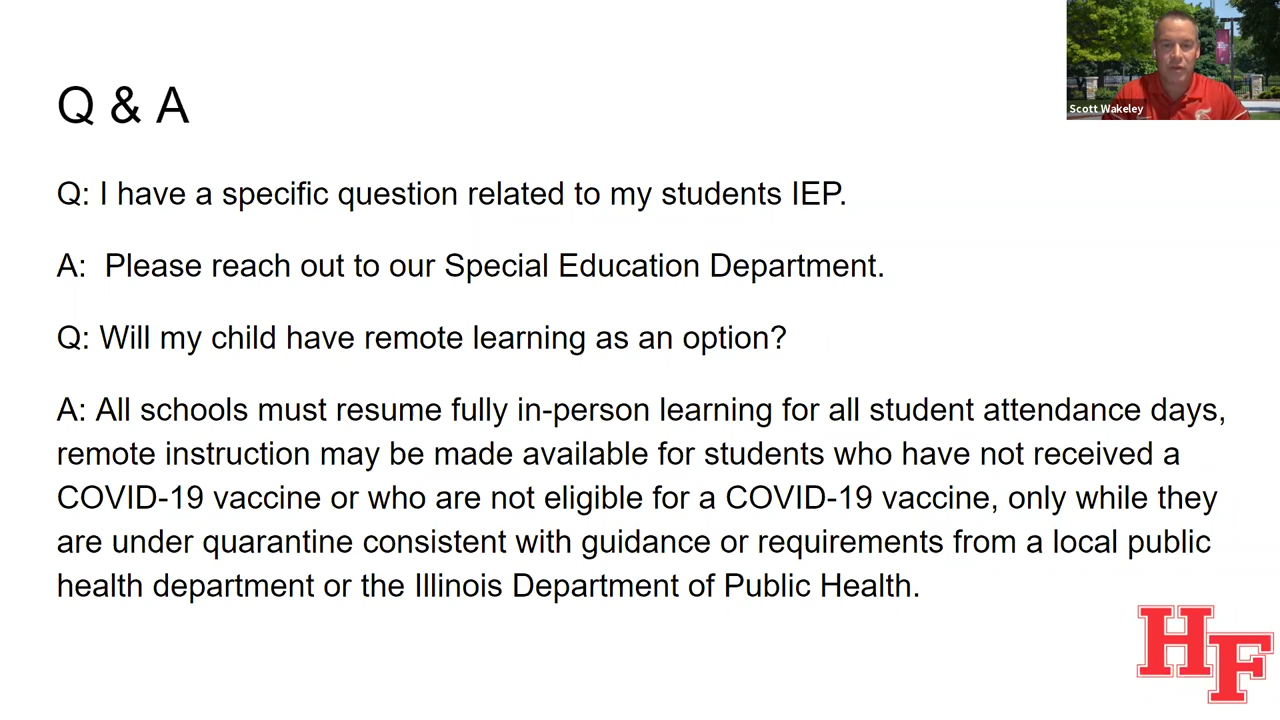 Scott Wakeley
Q & A
Q: I have a specific question related to my students IEP.
A:  Please reach out to our Special Education Department.
Q: Will my child have remote learning as an option?
A: All schools must resume fully in-person learning for all student attendance days,
remote instruction may be made available for students who have not received a
COVID-19 vaccine or who are not eligible for a COVID-19 vaccine, only while they
are under quarantine consistent with guidance or requirements from a local public
health department or the Illinois Department of Public Health.
HF